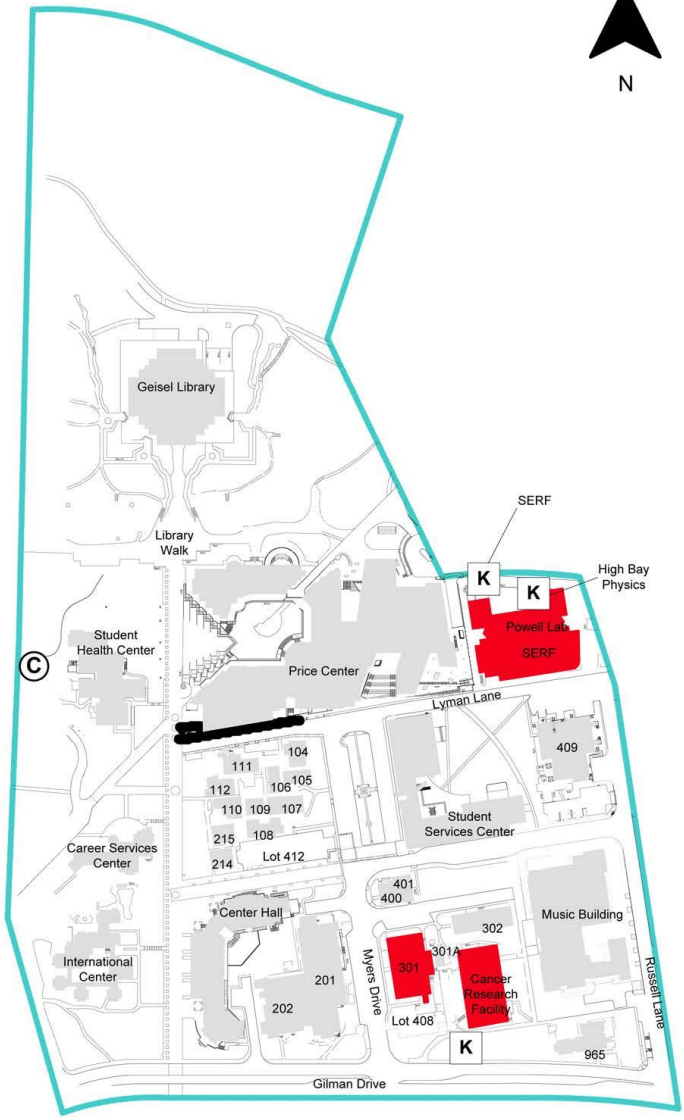 N
Geisel Library
SERF
Library
Walk
K
K
High Bay
Physics
Student
Health Center
Powell Lab
SERF
C
Price Center
Lyman Lane
104
409
111
105
106
112
110
109
107
108
215
Student
Services Center
Career Services
Center
214
Lot 412
401
400
Center Hall
302
Music Building
301A
International
Center
301
201
202
Myers Drive
Cancer
Research
Facility
Russell Lane
Lot 408
K
965
Gilman Drive